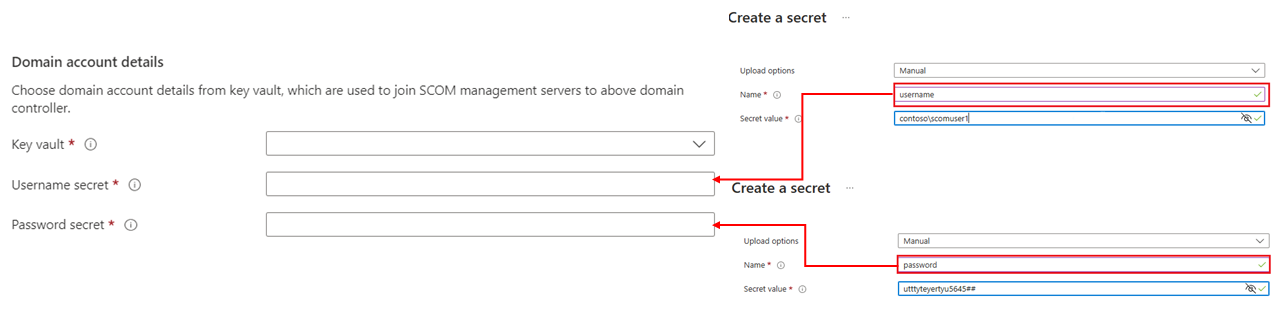 Domain account details
Choose domain account details from key vault, which are used to join SCOM management servers to above domain
controller.
Key vault *
Username secret *
Password secret *
Create a secret ...
Upload options Manual
Name * username
Secret value * contoso\scomuser1
Create a secret ...
Upload options Manual
Name * password
Secret value * utttyteyertyu5645##